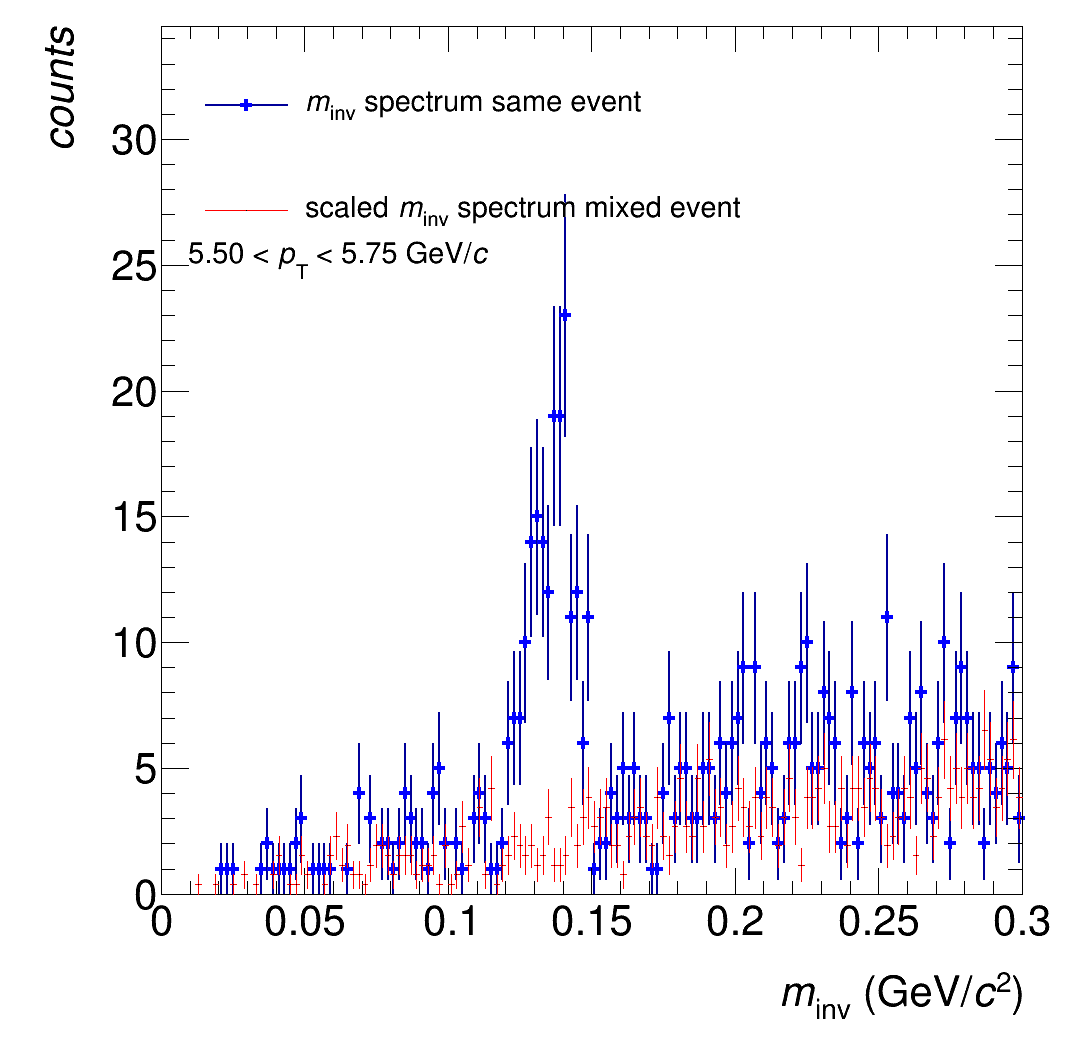 counts
m_inv spectrum same event
scaled m_inv spectrum mixed event
5.50 < p_T < 5.75 GeV/c
30
25
20
15
10
5
0
0 0.05 0.1 0.15 0.2 0.25 0.3
m_inv (GeV/c²)